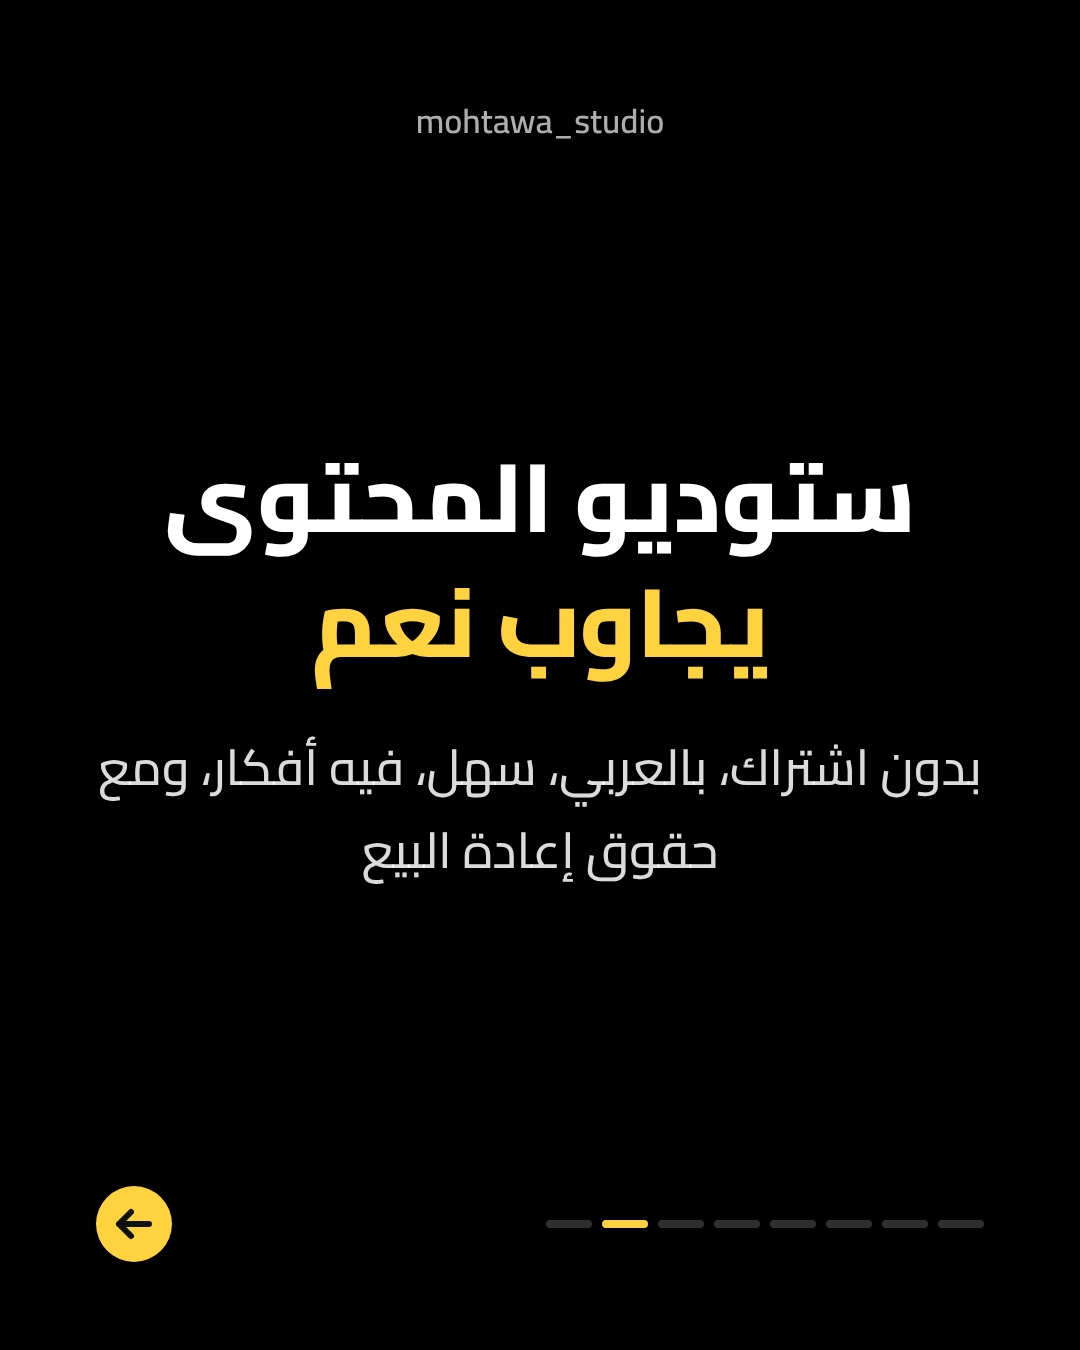 mohtawa_studio
ستوديو المحتوى
يجاوب نعم
بدون اشتراك، بالعربي، سهل، فيه أفكار، ومع
حقوق إعادة البيع